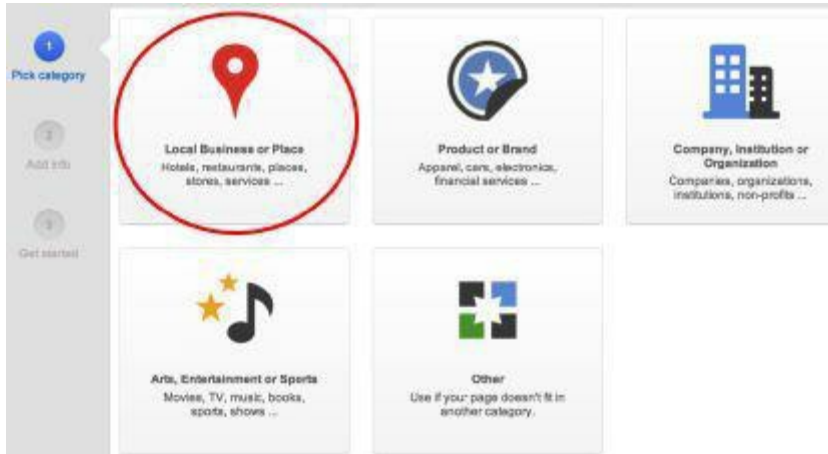 1
Pick category
2
Add info
3
Get started
Local Business or Place
Hotels, restaurants, places,
stores, services ...
Product or Brand
Apparel, cars, electronics,
financial services ...
Company, Institution or
Organization
Companies, organizations,
institutions, non-profits ...
Arts, Entertainment or Sports
Movies, TV, music, books,
sports, shows ...
Other
Use if your page doesn't fit in
another category.